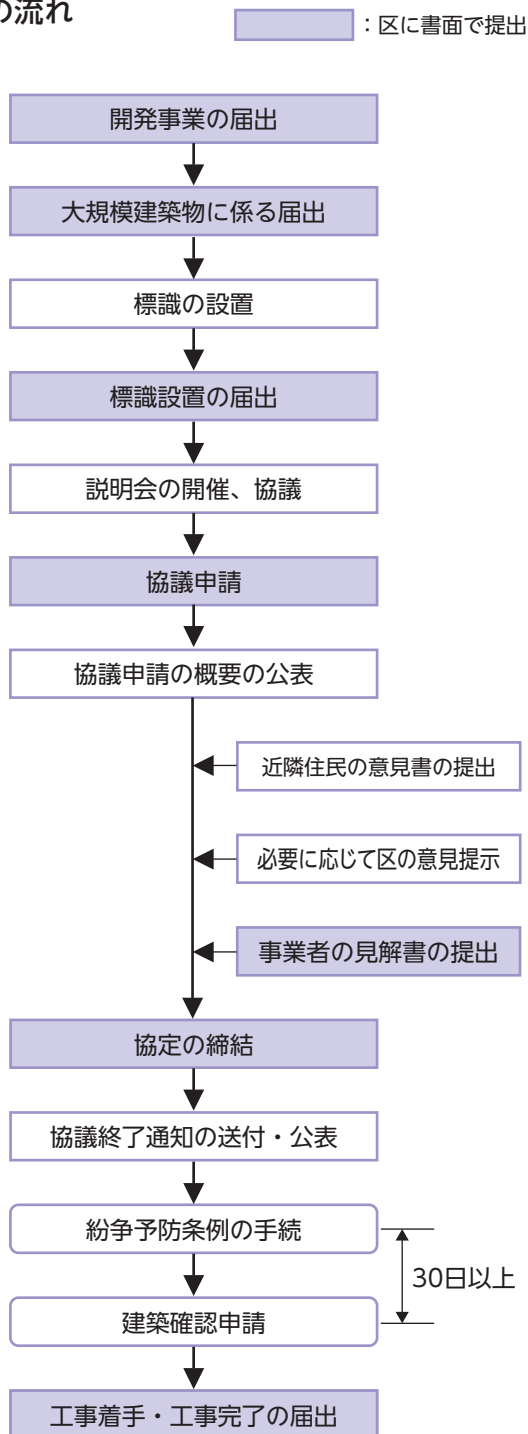 の流れ
：区に書面で提出
開発事業の届出
大規模建築物に係る届出
標識の設置
標識設置の届出
説明会の開催、協議
協議申請
協議申請の概要の公表
近隣住民の意見書の提出
必要に応じて区の意見提示
事業者の見解書の提出
協定の締結
協議終了通知の送付・公表
紛争予防条例の手続
30日以上
建築確認申請
工事着手・工事完了の届出